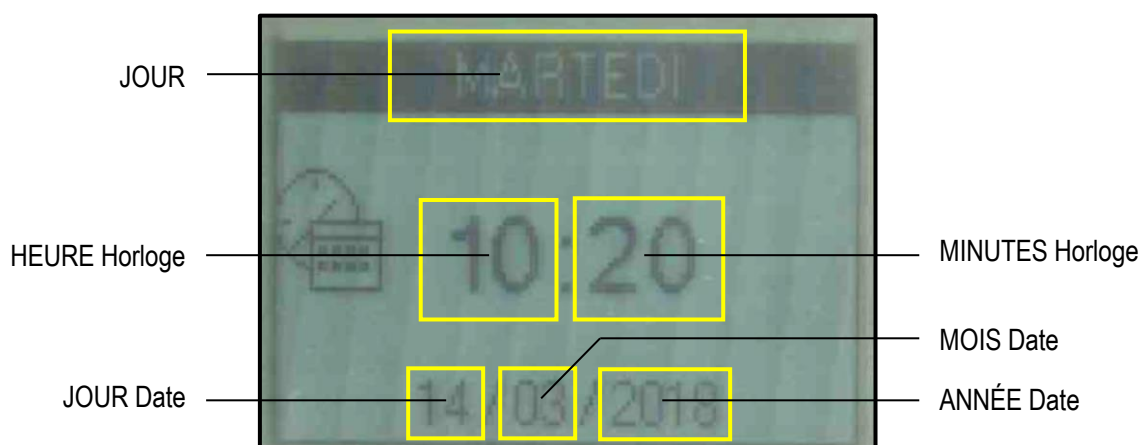 JOUR
MARTEDI
HEURE Horloge
10:20
MINUTES Horloge
MOIS Date
JOUR Date
14/03/2018
ANNÉE Date